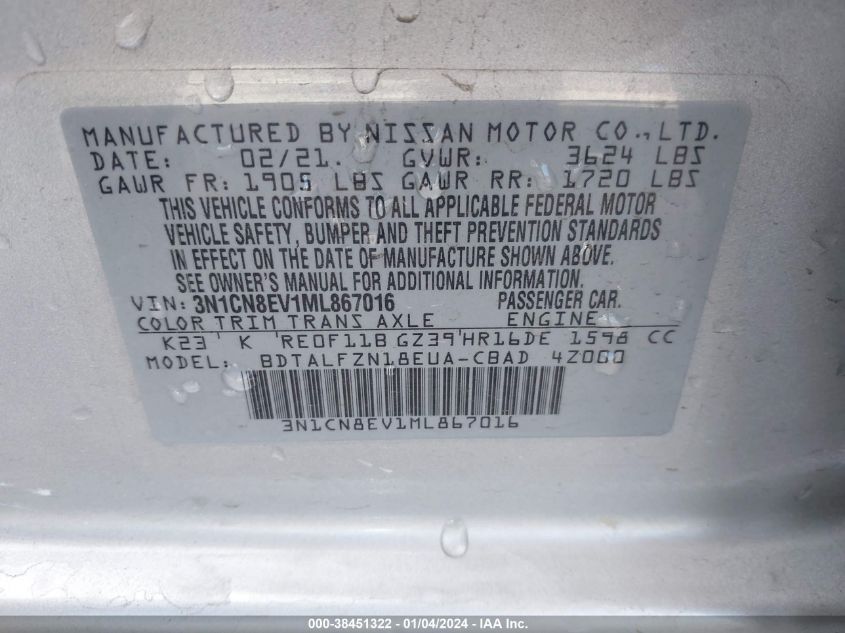 MANUFACTURED BY NISSAN MOTOR CO., LTD.
DATE: 02/21. GVWR: 3624 LBS
GAWR FR: 1905 LBS GAWR RR: 1720 LBS
THIS VEHICLE CONFORMS TO ALL APPLICABLE FEDERAL MOTOR
VEHICLE SAFETY, BUMPER AND THEFT PREVENTION STANDARDS
IN EFFECT ON THE DATE OF MANUFACTURE SHOWN ABOVE.
SEE OWNER'S MANUAL FOR ADDITIONAL INFORMATION.
VIN: 3N1CN8EV1ML867016 PASSENGER CAR.
COLOR TRIM TRANS AXLE ENGINE
K23 K RE0F11B GZ39 HR16DE 1598 CC
MODEL: BDTALFZN18EUA-CBAD 4Z000
3N1CN8EV1ML867016
000-38451322 - 01/04/2024 - IAA Inc.